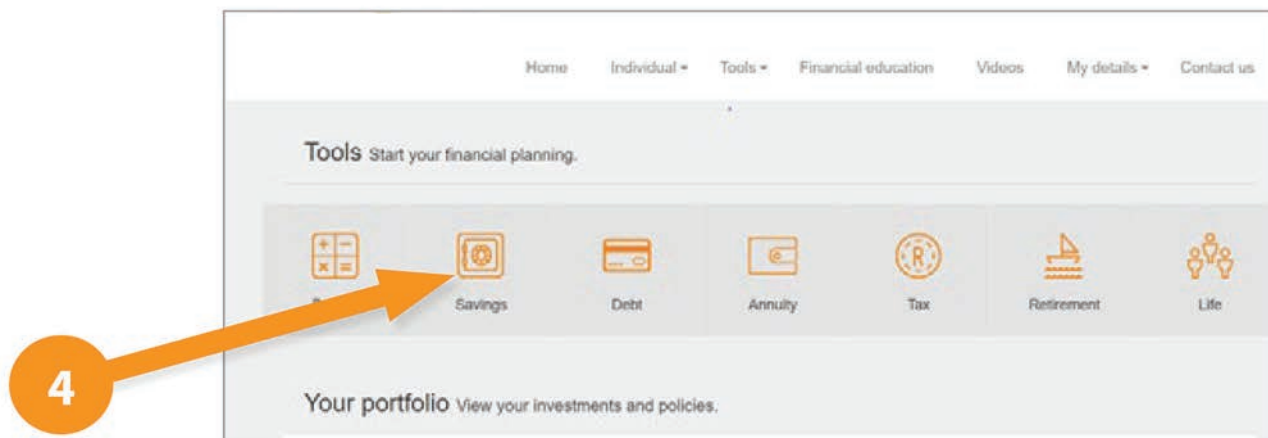 Home Individual Tools Financial education Videos My details Contact us
Tools Start your financial planning.
R
Savings Debt Annuity Tax Retirement Life
4
Your portfolio View your investments and policies.